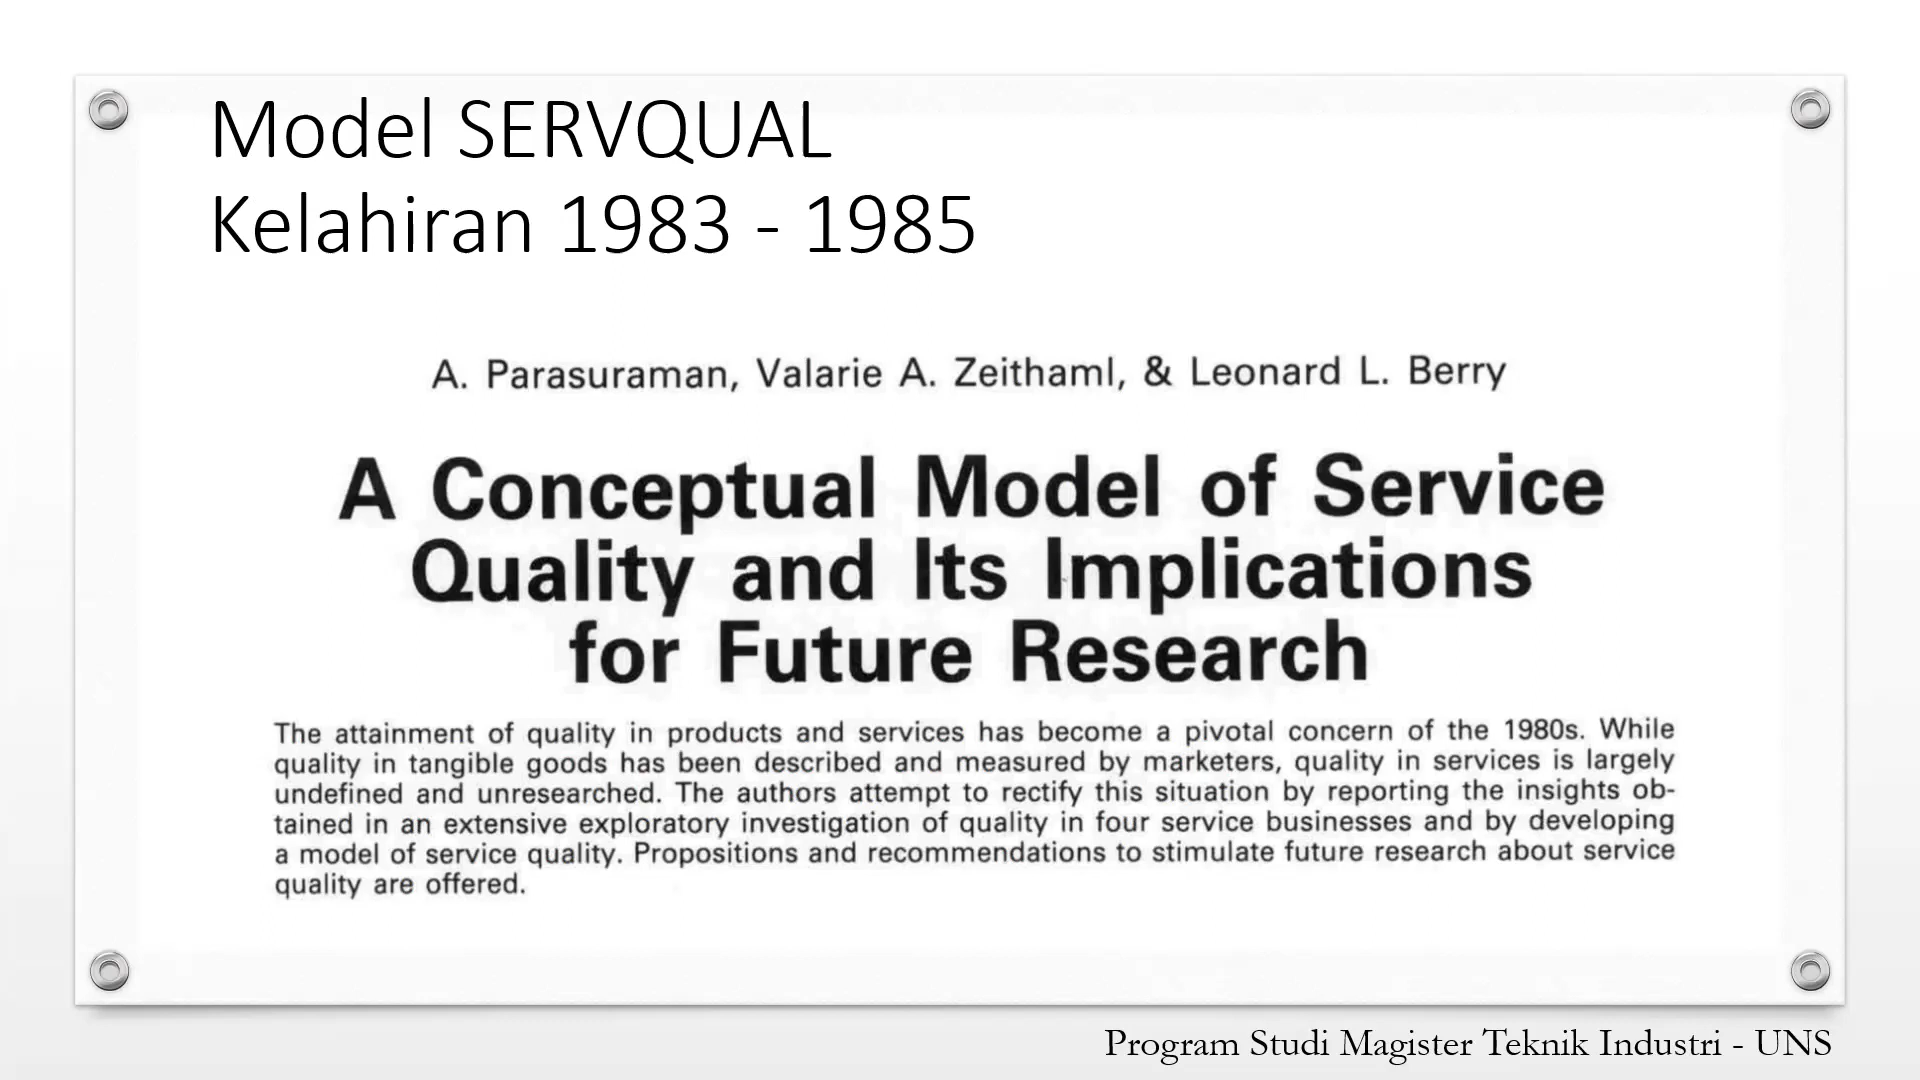 Model SERVQUAL
Kelahiran 1983 - 1985
A. Parasuraman, Valarie A. Zeithaml, & Leonard L. Berry
A Conceptual Model of Service
Quality and Its Implications
for Future Research
The attainment of quality in products and services has become a pivotal concern of the 1980s. While
quality in tangible goods has been described and measured by marketers, quality in services is largely
undefined and unresearched. The authors attempt to rectify this situation by reporting the insights ob-
tained in an extensive exploratory investigation of quality in four service businesses and by developing
a model of service quality. Propositions and recommendations to stimulate future research about service
quality are offered.
Program Studi Magister Teknik Industri - UNS